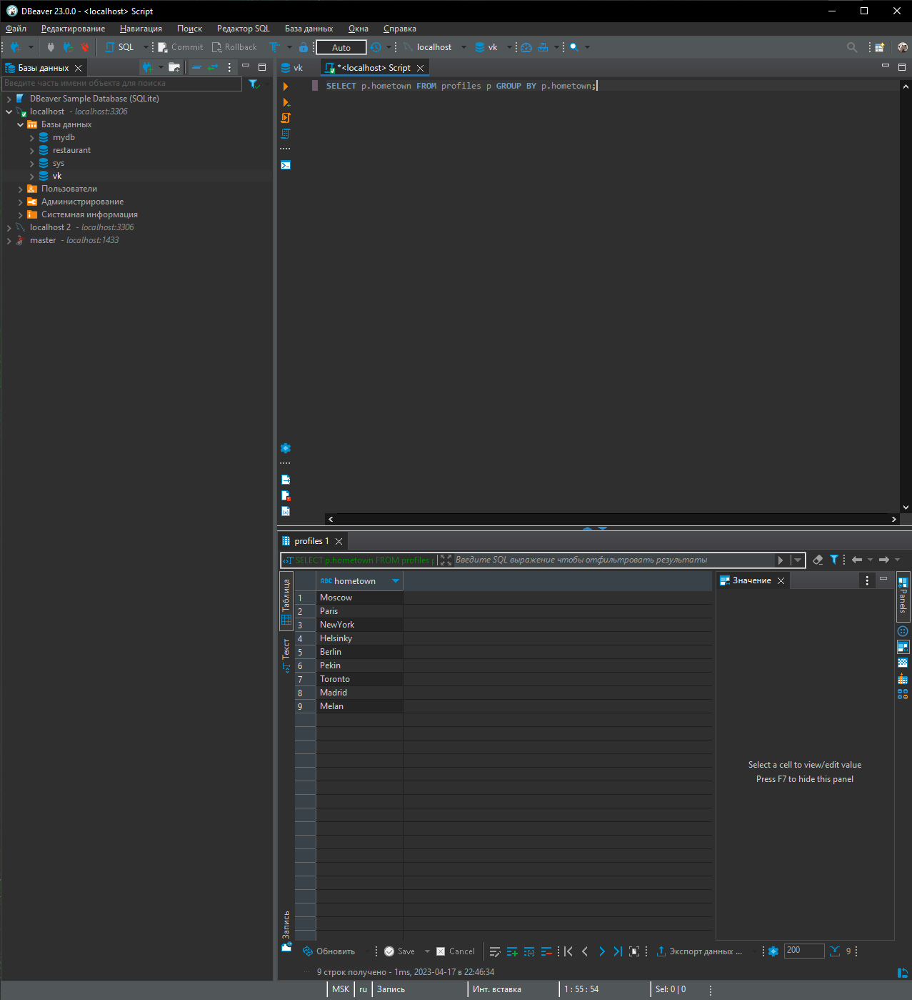 DBeaver 23.0.0 - <localhost> Script
Файл Редактирование Навигация Поиск Редактор SQL База данных Окна Справка
SQL Commit Rollback Auto localhost vk
Базы данных
Введите часть имени объекта для поиска
DBeaver Sample Database (SQLite)
localhost - localhost:3306
Базы данных
mydb
restaurant
sys
vk
Пользователи
Администрирование
Системная информация
localhost 2 - localhost:3306
master - localhost:1433
vk *<localhost> Script
SELECT p.hometown FROM profiles p GROUP BY p.hometown;
profiles 1
SELECT p.hometown FROM profiles p Введите SQL выражение чтобы отфильтровать результаты
Таблица
Текст
Запись
ABC hometown
1 Moscow
2 Paris
3 NewYork
4 Helsinky
5 Berlin
6 Pekin
7 Toronto
8 Madrid
9 Melan
Значение
Select a cell to view/edit value
Press F7 to hide this panel
Panels
Обновить Save Cancel Экспорт данных ... 200 9
9 строк получено - 1ms, 2023-04-17 в 22:46:34
MSK ru Запись Инт. вставка 1 : 55 : 54 Sel: 0 | 0